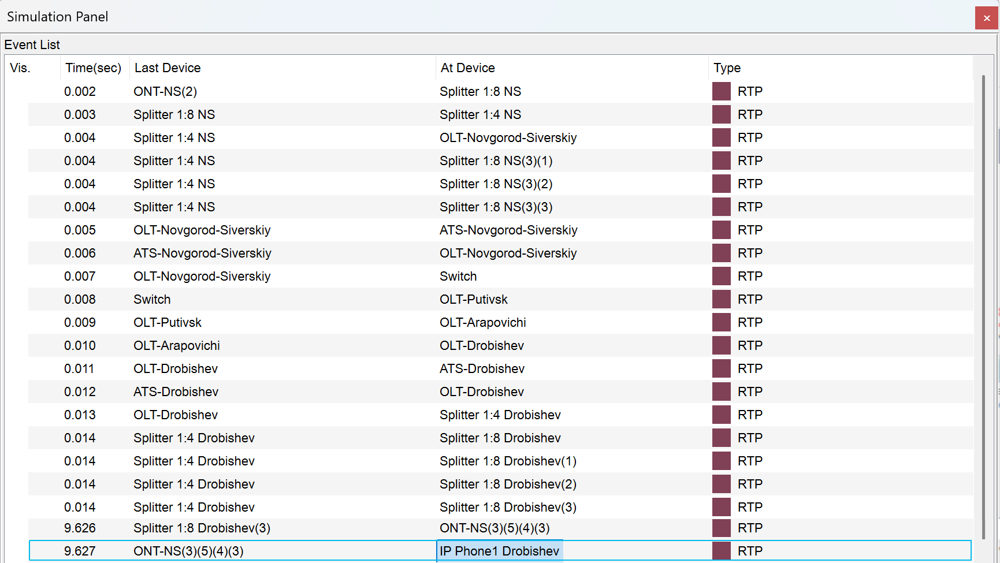 Simulation Panel
×
Event List
Vis. Time(sec) Last Device At Device Type
0.002 ONT-NS(2) Splitter 1:8 NS RTP
0.003 Splitter 1:8 NS Splitter 1:4 NS RTP
0.004 Splitter 1:4 NS OLT-Novgorod-Siverskiy RTP
0.004 Splitter 1:4 NS Splitter 1:8 NS(3)(1) RTP
0.004 Splitter 1:4 NS Splitter 1:8 NS(3)(2) RTP
0.004 Splitter 1:4 NS Splitter 1:8 NS(3)(3) RTP
0.005 OLT-Novgorod-Siverskiy ATS-Novgorod-Siverskiy RTP
0.006 ATS-Novgorod-Siverskiy OLT-Novgorod-Siverskiy RTP
0.007 OLT-Novgorod-Siverskiy Switch RTP
0.008 Switch OLT-Putivsk RTP
0.009 OLT-Putivsk OLT-Arapovichi RTP
0.010 OLT-Arapovichi OLT-Drobishev RTP
0.011 OLT-Drobishev ATS-Drobishev RTP
0.012 ATS-Drobishev OLT-Drobishev RTP
0.013 OLT-Drobishev Splitter 1:4 Drobishev RTP
0.014 Splitter 1:4 Drobishev Splitter 1:8 Drobishev RTP
0.014 Splitter 1:4 Drobishev Splitter 1:8 Drobishev(1) RTP
0.014 Splitter 1:4 Drobishev Splitter 1:8 Drobishev(2) RTP
0.014 Splitter 1:4 Drobishev Splitter 1:8 Drobishev(3) RTP
9.626 Splitter 1:8 Drobishev(3) ONT-NS(3)(5)(4)(3) RTP
9.627 ONT-NS(3)(5)(4)(3) IP Phone1 Drobishev RTP